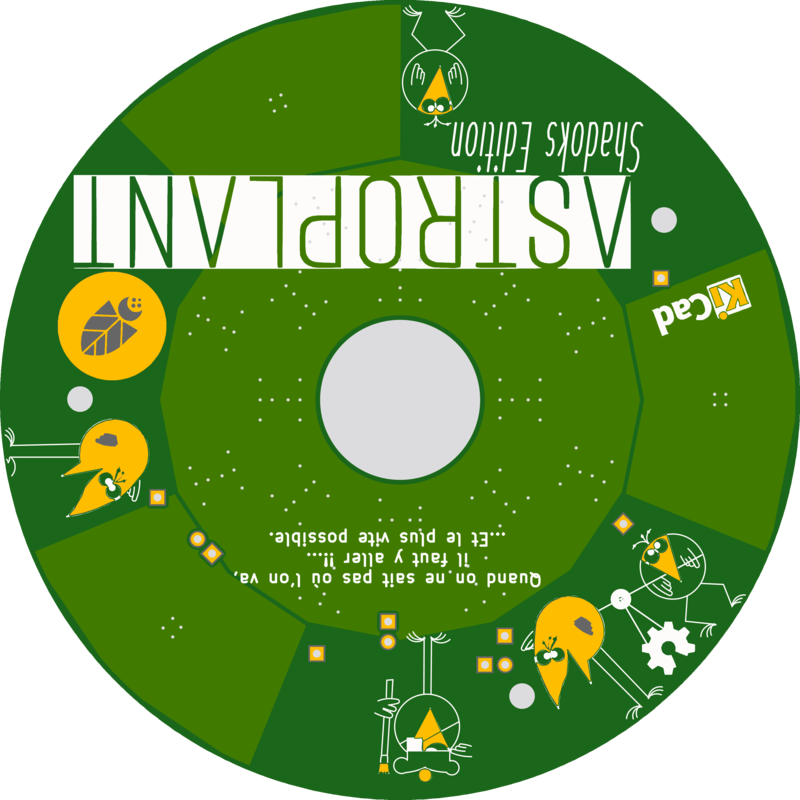 Quand on ne sait pas où l'on va,
il faut y aller !!...
...Et le plus vite possible.
KiCad
ASTROPLANT
Shadoks Edition